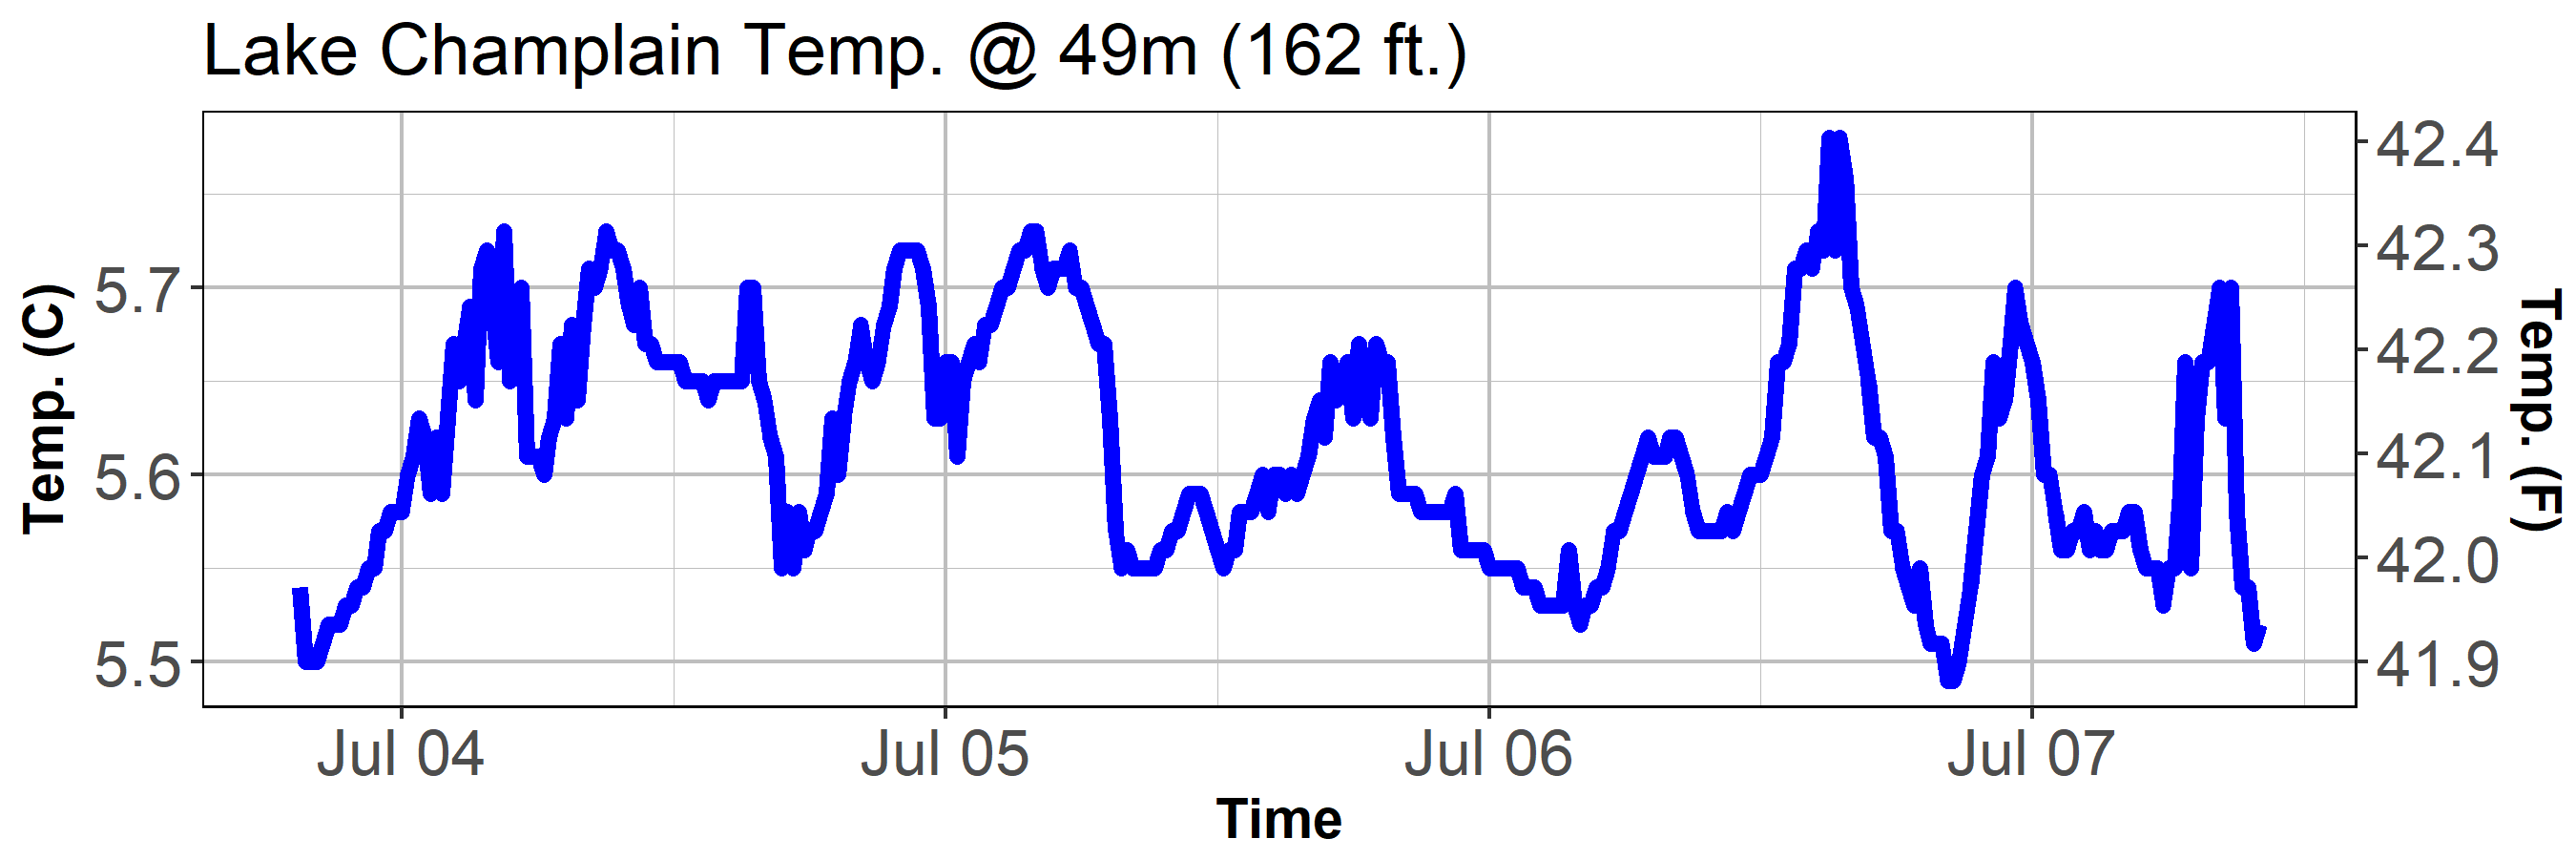 Lake Champlain Temp. @ 49m (162 ft.)
Temp. (C)
5.7
5.6
5.5
42.4
42.3
42.2
42.1
42.0
41.9
Temp. (F)
Jul 04 Jul 05 Jul 06 Jul 07
Time